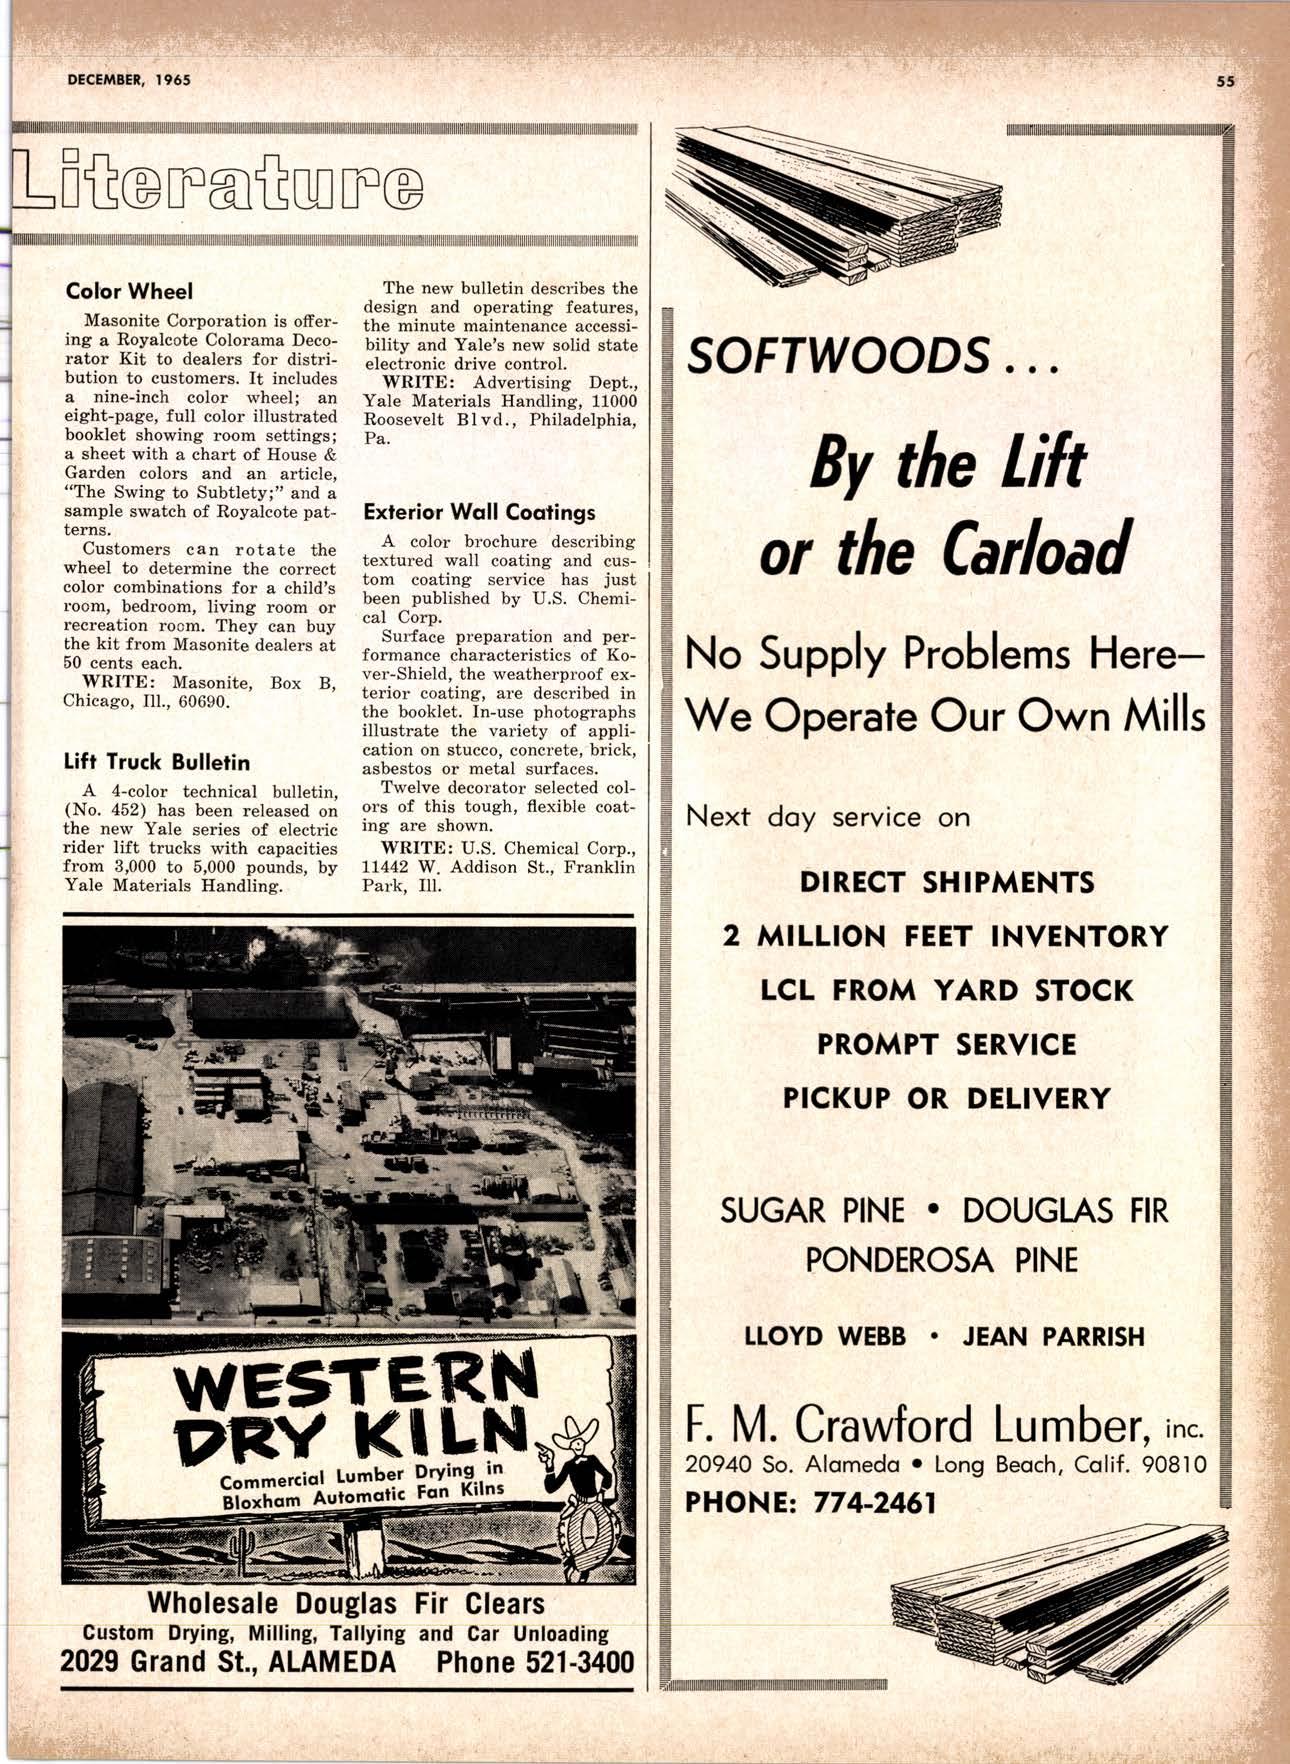 DECEMBER, 1965
55
Literature
Color Wheel
Masonite Corporation is offer-
ing a Royalcote Colorama Deco-
rator Kit to dealers for distri-
bution to customers. It includes
a nine-inch color wheel; an
eight-page, full color illustrated
booklet showing room settings;
a sheet with a chart of House &
Garden colors and an article,
"The Swing to Subtlety;" and a
sample swatch of Royalcote pat-
terns.
Customers can rotate the
wheel to determine the correct
color combinations for a child's
room, bedroom, living room or
recreation room. They can buy
the kit from Masonite dealers at
50 cents each.
WRITE: Masonite, Box B,
Chicago, Ill., 60690.
Lift Truck Bulletin
A 4-color technical bulletin,
(No. 452) has been released on
the new Yale series of electric
rider lift trucks with capacities
from 3,000 to 5,000 pounds, by
Yale Materials Handling.
The new bulletin describes the
design and operating features,
the minute maintenance accessi-
bility and Yale's new solid state
electronic drive control.
WRITE: Advertising Dept.,
Yale Materials Handling, 11000
Roosevelt Blvd., Philadelphia,
Pa.
Exterior Wall Coatings
A color brochure describing
textured wall coating and cus-
tom coating service has just
been published by U.S. Chemi-
cal Corp.
Surface preparation and per-
formance characteristics of Ko-
ver-Shield, the weatherproof ex-
terior coating, are described in
the booklet. In-use photographs
illustrate the variety of appli-
cation on stucco, concrete, brick,
asbestos or metal surfaces.
Twelve decorator selected col-
ors of this tough, flexible coat-
ing are shown.
WRITE: U.S. Chemical Corp.,
11442 W. Addison St., Franklin
Park, Ill.
WESTERN
DRY KILN
Commercial Lumber Drying in
Bloxham Automatic Fan Kilns
Wholesale Douglas Fir Clears
Custom Drying, Milling, Tallying and Car Unloading
2029 Grand St., ALAMEDA Phone 521-3400
SOFTWOODS...
By the Lift
or the Carload
No Supply Problems Here—
We Operate Our Own Mills
Next day service on
DIRECT SHIPMENTS
2 MILLION FEET INVENTORY
LCL FROM YARD STOCK
PROMPT SERVICE
PICKUP OR DELIVERY
SUGAR PINE • DOUGLAS FIR
PONDEROSA PINE
LLOYD WEBB • JEAN PARRISH
F. M. Crawford Lumber, inc.
20940 So. Alameda • Long Beach, Calif. 90810
PHONE: 774-2461